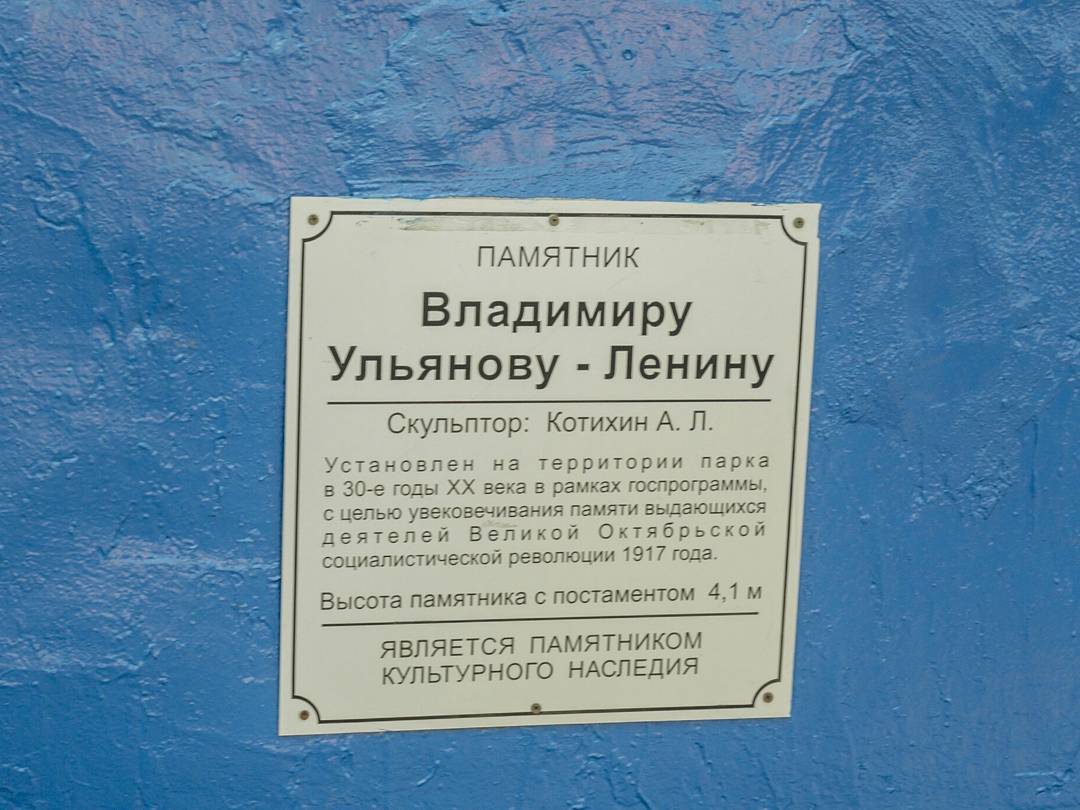 ПАМЯТНИК
Владимиру
Ульянову - Ленину
Скульптор: Котихин А. Л.
Установлен на территории парка
в 30-е годы XX века в рамках госпрограммы,
с целью увековечивания памяти выдающихся
деятелей Великой Октябрьской
социалистической революции 1917 года.
Высота памятника с постаментом 4,1 м
ЯВЛЯЕТСЯ ПАМЯТНИКОМ
КУЛЬТУРНОГО НАСЛЕДИЯ